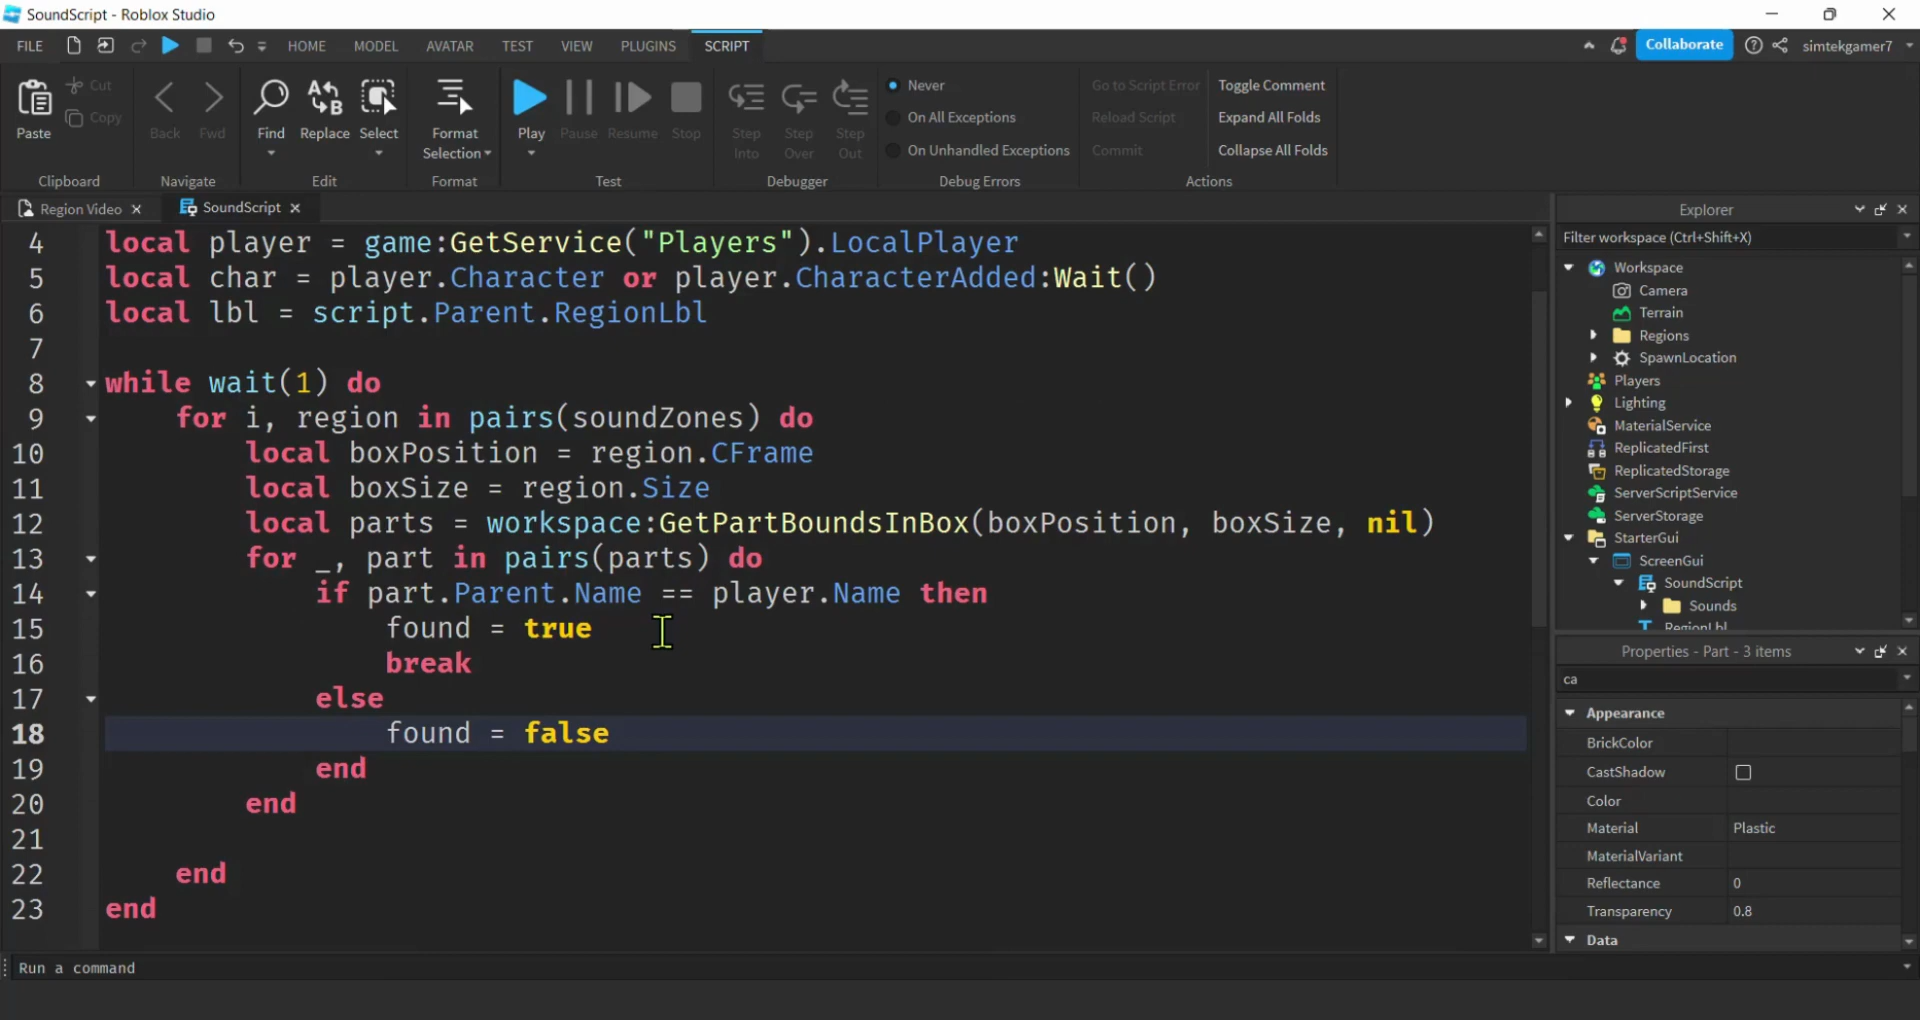 SoundScript - Roblox Studio
FILE HOME MODEL AVATAR TEST VIEW PLUGINS SCRIPT Collaborate simtekgamer7
Paste Cut Copy Back Fwd Find Replace Select Format Selection Play Pause Resume Stop Step Into Step Over Step Out
Never
On All Exceptions
On Unhandled Exceptions
Go to Script Error
Reload Script
Commit
Toggle Comment
Expand All Folds
Collapse All Folds
Clipboard Navigate Edit Format Test Debugger Debug Errors Actions
Region Video SoundScript
4 local player = game:GetService("Players").LocalPlayer
5 local char = player.Character or player.CharacterAdded:Wait()
6 local lbl = script.Parent.RegionLbl
7
8 while wait(1) do
9 for i, region in pairs(soundZones) do
10 local boxPosition = region.CFrame
11 local boxSize = region.Size
12 local parts = workspace:GetPartBoundsInBox(boxPosition, boxSize, nil)
13 for _, part in pairs(parts) do
14 if part.Parent.Name == player.Name then
15 found = true
16 break
17 else
18 found = false
19 end
20 end
21
22 end
23 end
Run a command
Explorer
Filter workspace (Ctrl+Shift+X)
Workspace
Camera
Terrain
Regions
SpawnLocation
Players
Lighting
MaterialService
ReplicatedFirst
ReplicatedStorage
ServerScriptService
ServerStorage
StarterGui
ScreenGui
SoundScript
Sounds
RegionLbl
Properties - Part - 3 items
ca
Appearance
BrickColor
CastShadow
Color
Material Plastic
MaterialVariant
Reflectance 0
Transparency 0.8
Data